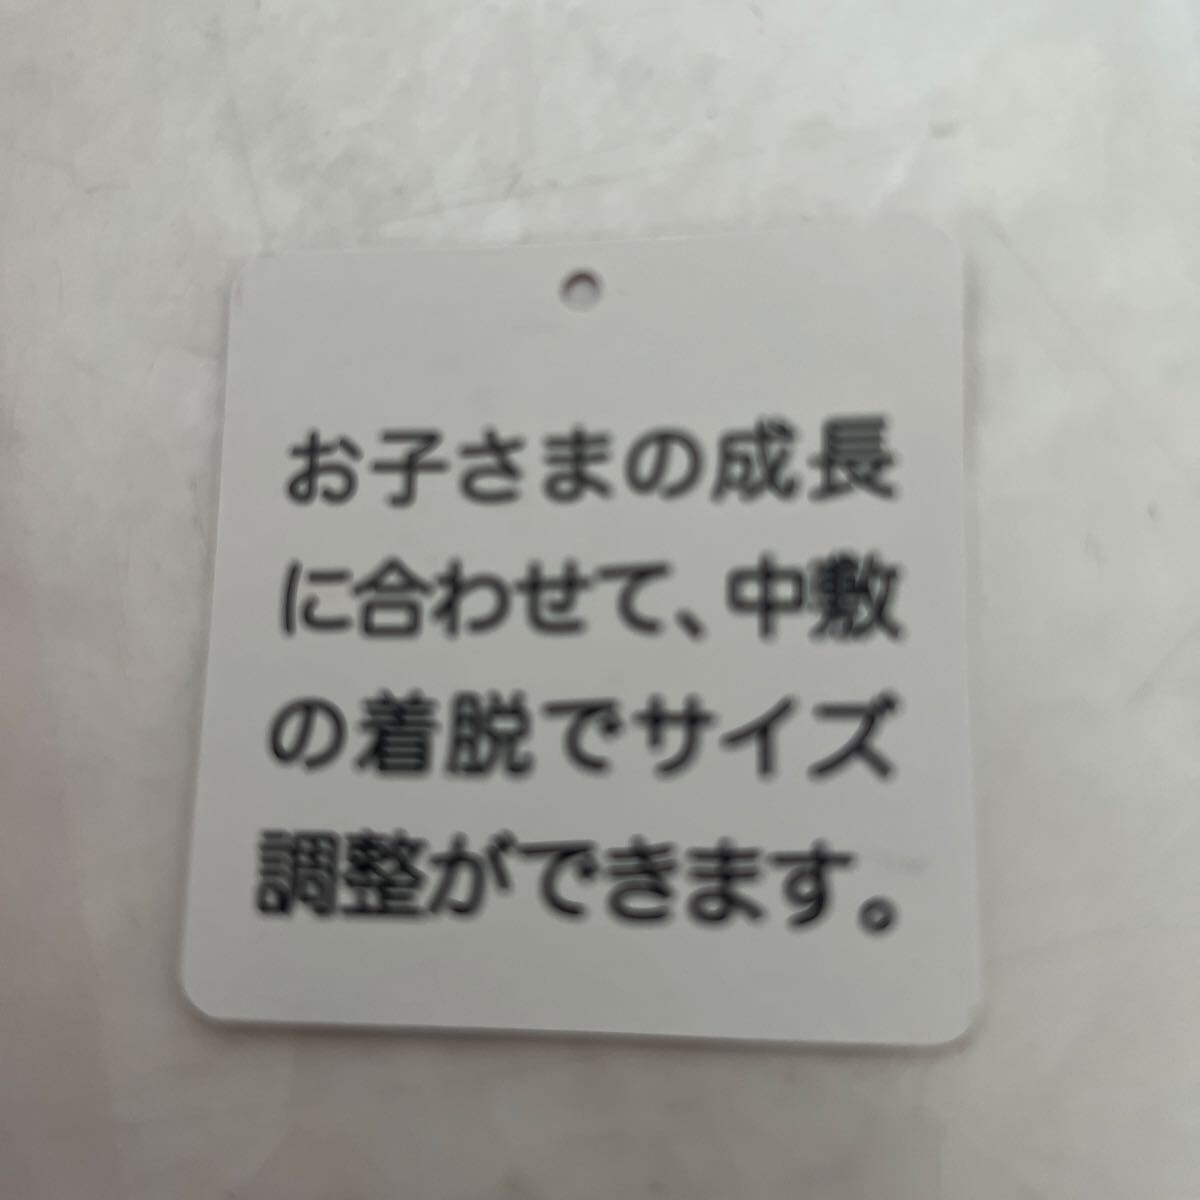 お子さまの成長
に合わせて、中敷
の着脱でサイズ
調整ができます。